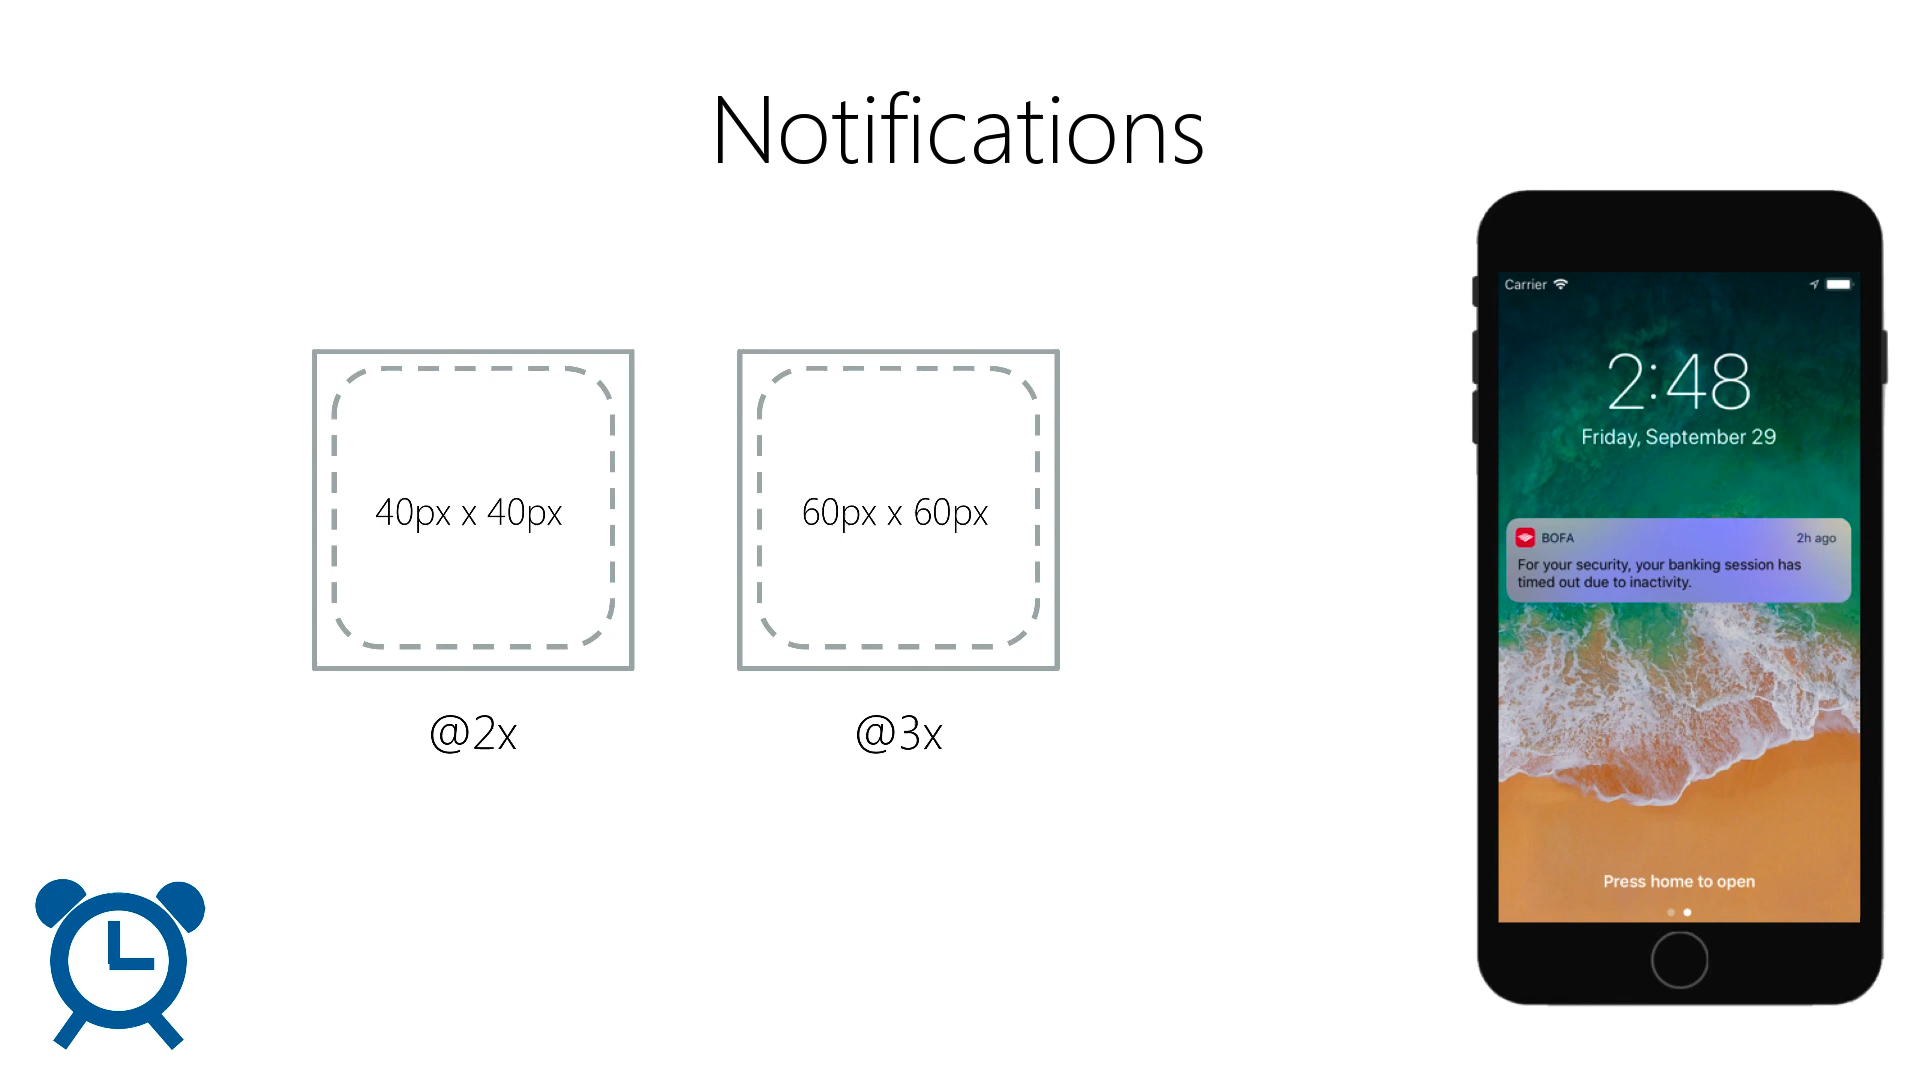 Notifications
40px x 40px
60px x 60px
@2x
@3x
Carrier
2:48
Friday, September 29
BOFA
2h ago
For your security, your banking session has
timed out due to inactivity.
Press home to open